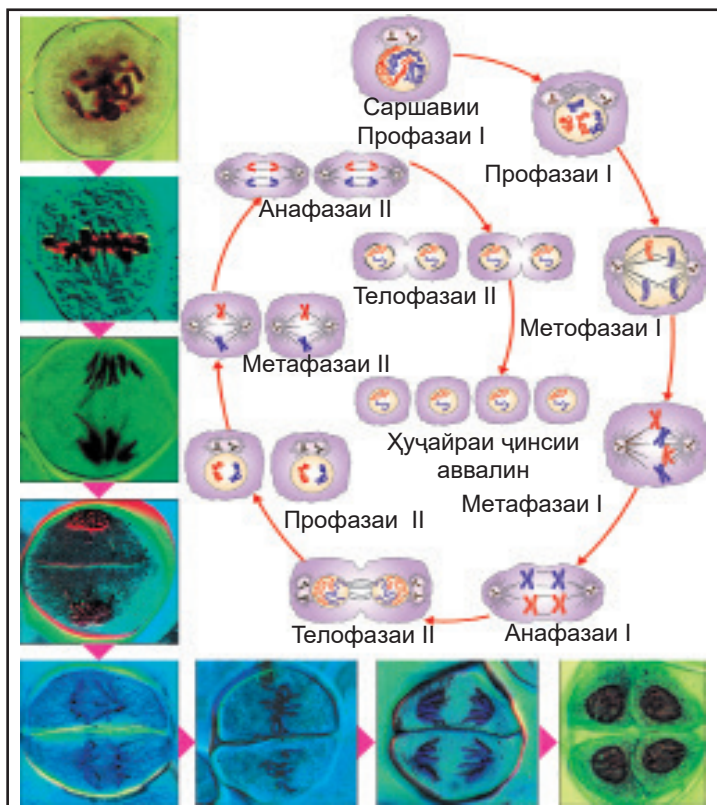 Саршавии
Профазаи I
Профазаи I
Анафазаи II
Телофазаи II
Метофазаи I
Метафазаи II
Ҳуҷайраи ҷинсии
аввалин
Метафазаи I
Профазаи II
Телофазаи II
Анафазаи I